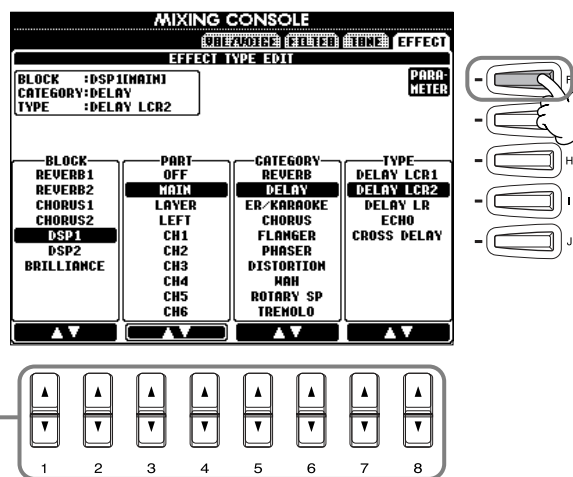 MIXING CONSOLE
VOL/VOICE FILTER TUNE EFFECT
EFFECT TYPE EDIT
BLOCK :DSP1[MAIN]
CATEGORY:DELAY
TYPE :DELAY LCR2
PARA-
METER
BLOCK
REVERB1
REVERB2
CHORUS1
CHORUS2
DSP1
DSP2
BRILLIANCE
PART
OFF
MAIN
LAYER
LEFT
CH1
CH2
CH3
CH4
CH5
CH6
CATEGORY
REVERB
DELAY
ER/KARAOKE
CHORUS
FLANGER
PHASER
DISTORTION
WAH
ROTARY SP
TREMOLO
TYPE
DELAY LCR1
DELAY LCR2
DELAY LR
ECHO
CROSS DELAY
F
H
I
J
1 2 3 4 5 6 7 8